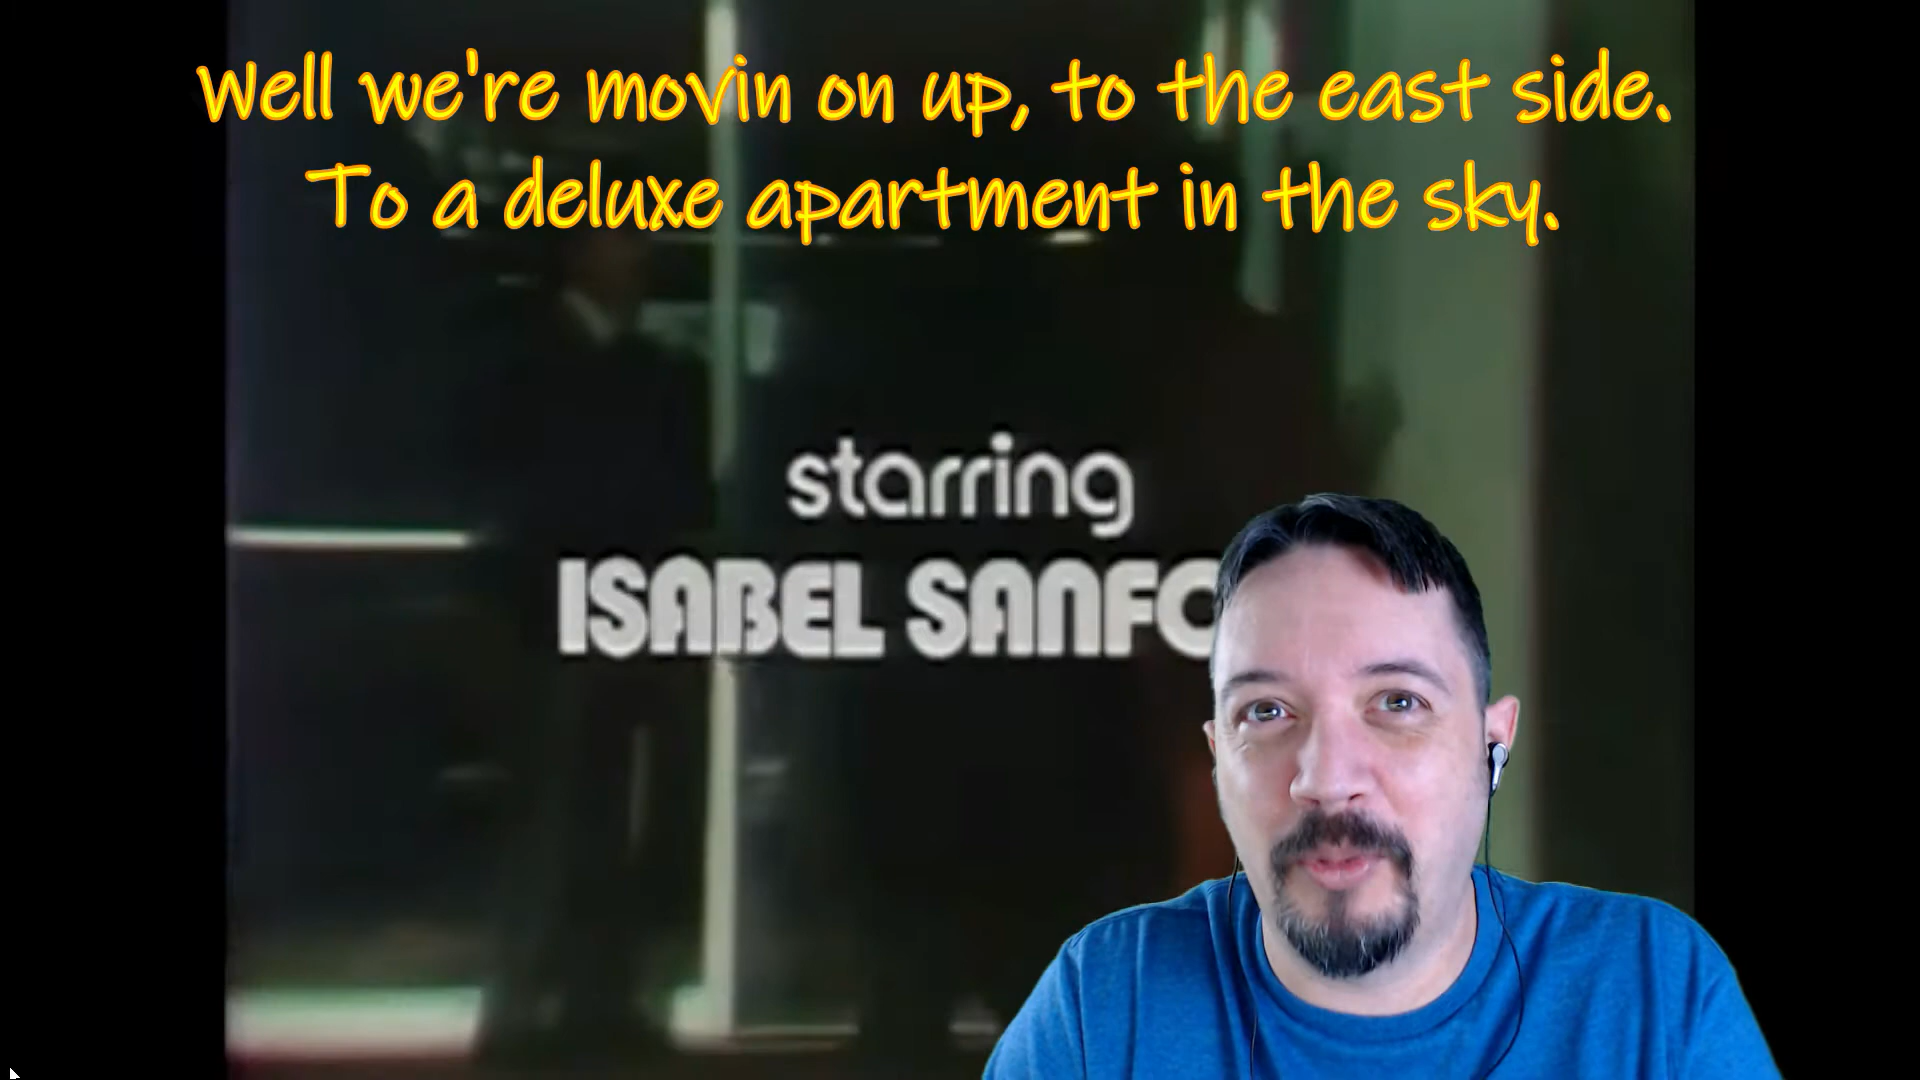 Well we're movin on up, to the east side.
To a deluxe apartment in the sky.
starring
ISABEL SANFO